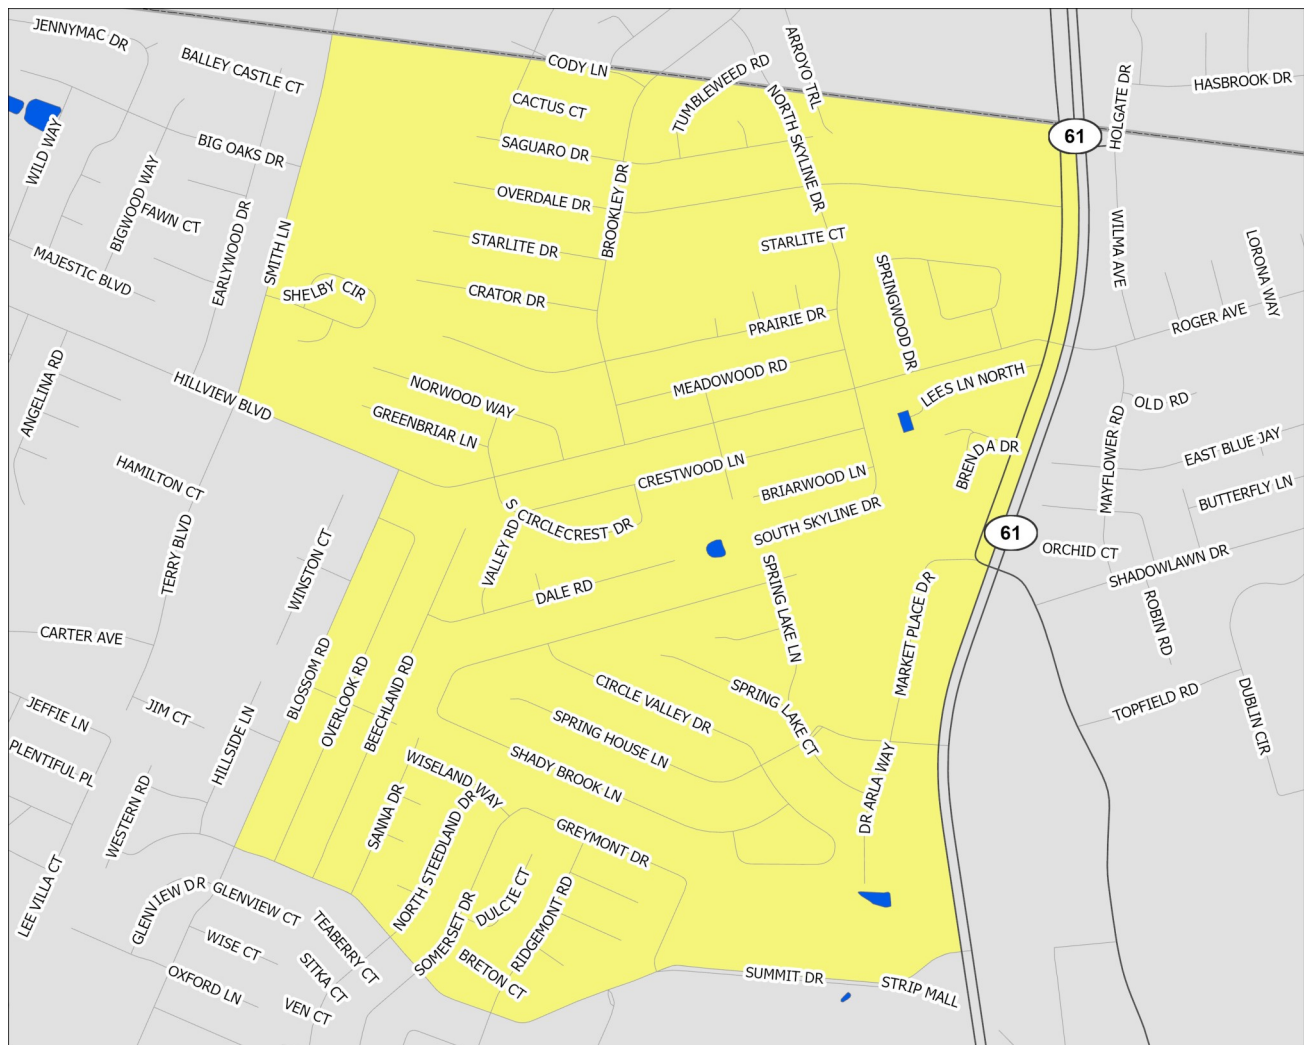 JENNYMAC DR
BALLEY CASTLE CT
CODY LN
TUMBLEWEED RD
ARROYO TRL
HOLGATE DR
HASBROOK DR
CACTUS CT
NORTH SKYLINE DR
61
WILD WAY
BIG OAKS DR
SAGUARO DR
BIGWOOD WAY
FAWN CT
EARLYWOOD DR
SMITH LN
OVERDALE DR
BROOKLEY DR
STARLITE DR
STARLITE CT
WILMA AVE
LORONA WAY
MAJESTIC BLVD
SHELBY CIR
CRATOR DR
SPRINGWOOD DR
PRAIRIE DR
ROGER AVE
ANGELINA RD
HILLVIEW BLVD
NORWOOD WAY
MEADOWOOD RD
LEES LN NORTH
OLD RD
GREENBRIAR LN
MAYFLOWER RD
EAST BLUE JAY
HAMILTON CT
CRESTWOOD LN
BRIARWOOD LN
BRENDA DR
BUTTERFLY LN
S CIRCLECREST DR
SOUTH SKYLINE DR
61
TERRY BLVD
WINSTON CT
VALLEY RD
ORCHID CT
SHADOWLAWN DR
DALE RD
SPRING LAKE LN
MARKET PLACE DR
ROBIN RD
CARTER AVE
BLOSSOM RD
OVERLOOK RD
BEECHLAND RD
CIRCLE VALLEY DR
SPRING LAKE CT
TOPFIELD RD
DUBLIN CIR
JEFFIE LN
JIM CT
HILLSIDE LN
SPRING HOUSE LN
PLENTIFUL PL
WISELAND WAY
SHADY BROOK LN
DR ARLA WAY
WESTERN RD
SANNA DR
NORTH STEEDLAND DR
GREYMONT DR
LEE VILLA CT
GLENVIEW DR
GLENVIEW CT
TEABERRY CT
SOMERSET DR
DULCIE CT
RIDGEMONT RD
WISE CT
SITKA CT
BRETON CT
OXFORD LN
VEN CT
SUMMIT DR
STRIP MALL